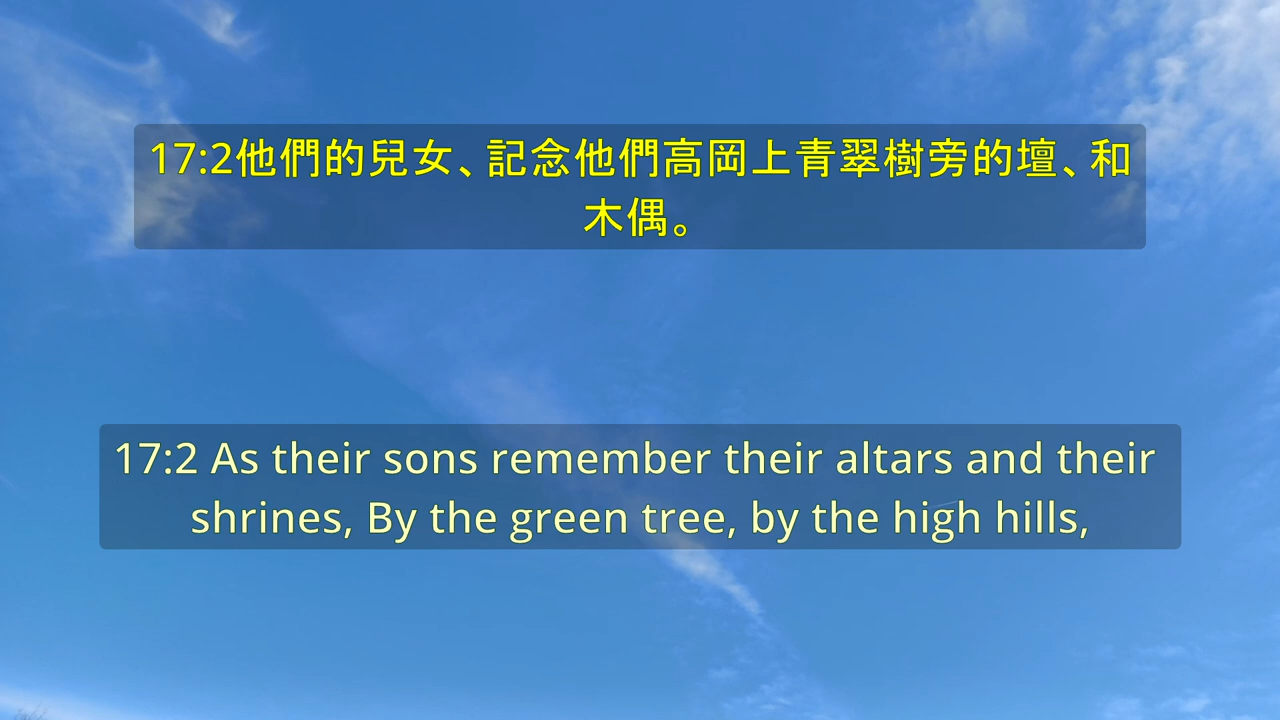 17:2他們的兒女、記念他們高岡上青翠樹旁的壇、和
木偶。
17:2 As their sons remember their altars and their
shrines, By the green tree, by the high hills,